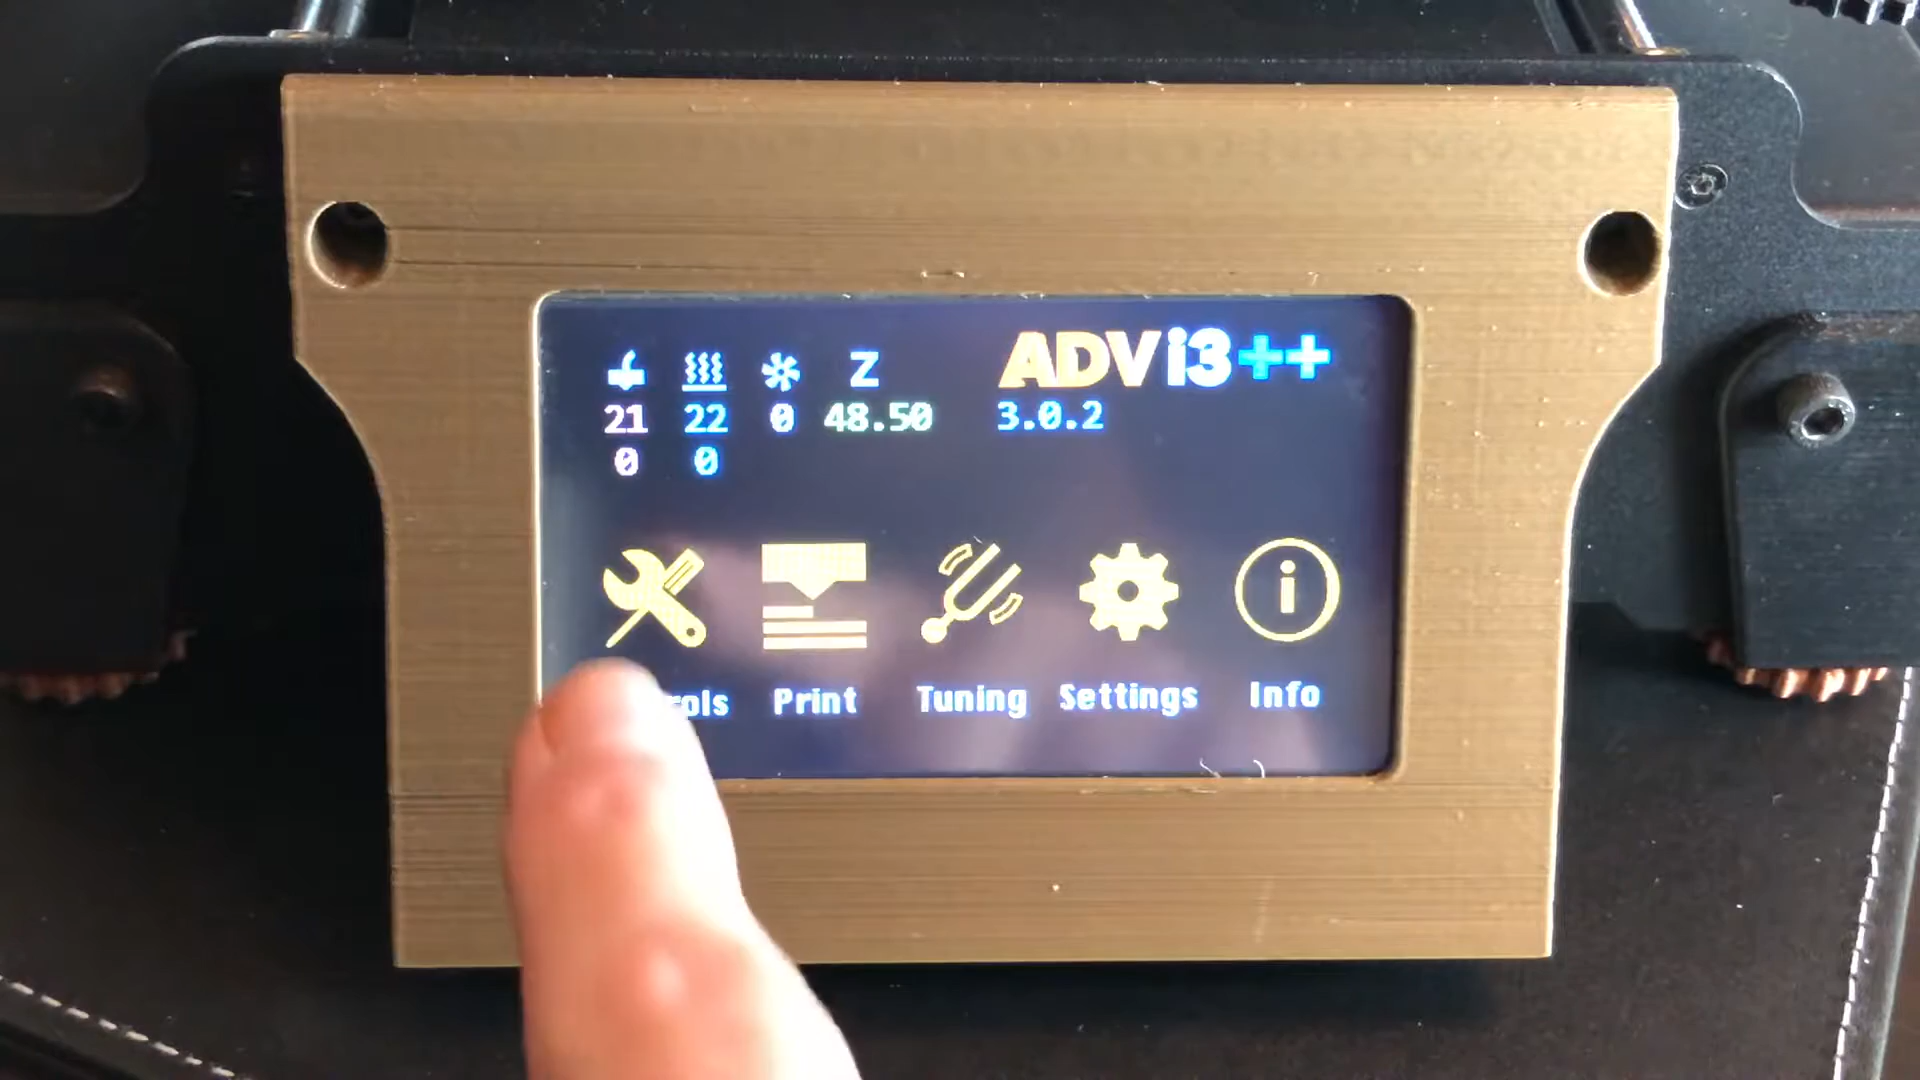 Z
ADVi3++
21 22 0 48.50 3.0.2
0 0
Print Tuning Settings Info